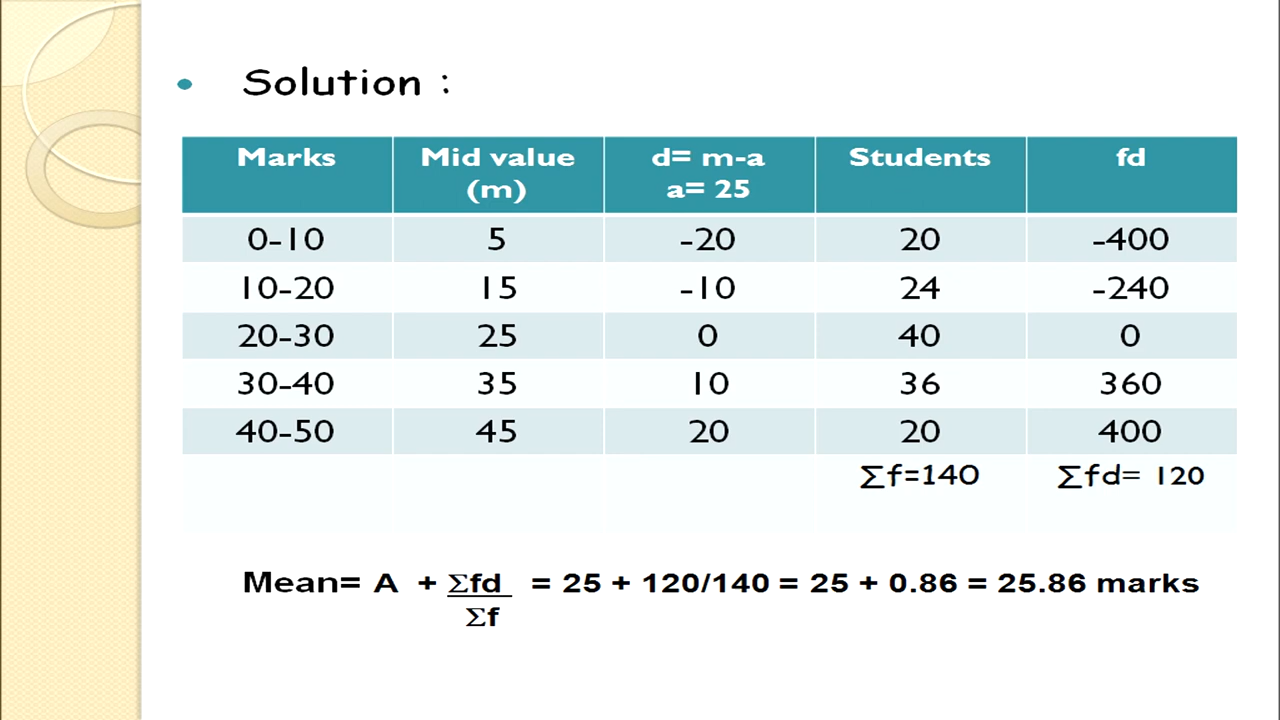 Solution :
Marks Mid value (m) d= m-a a= 25 Students fd
0-10 5 -20 20 -400
10-20 15 -10 24 -240
20-30 25 0 40 0
30-40 35 10 36 360
40-50 45 20 20 400
∑f=140 ∑fd= 120
Mean= A + ∑fd = 25 + 120/140 = 25 + 0.86 = 25.86 marks
∑f